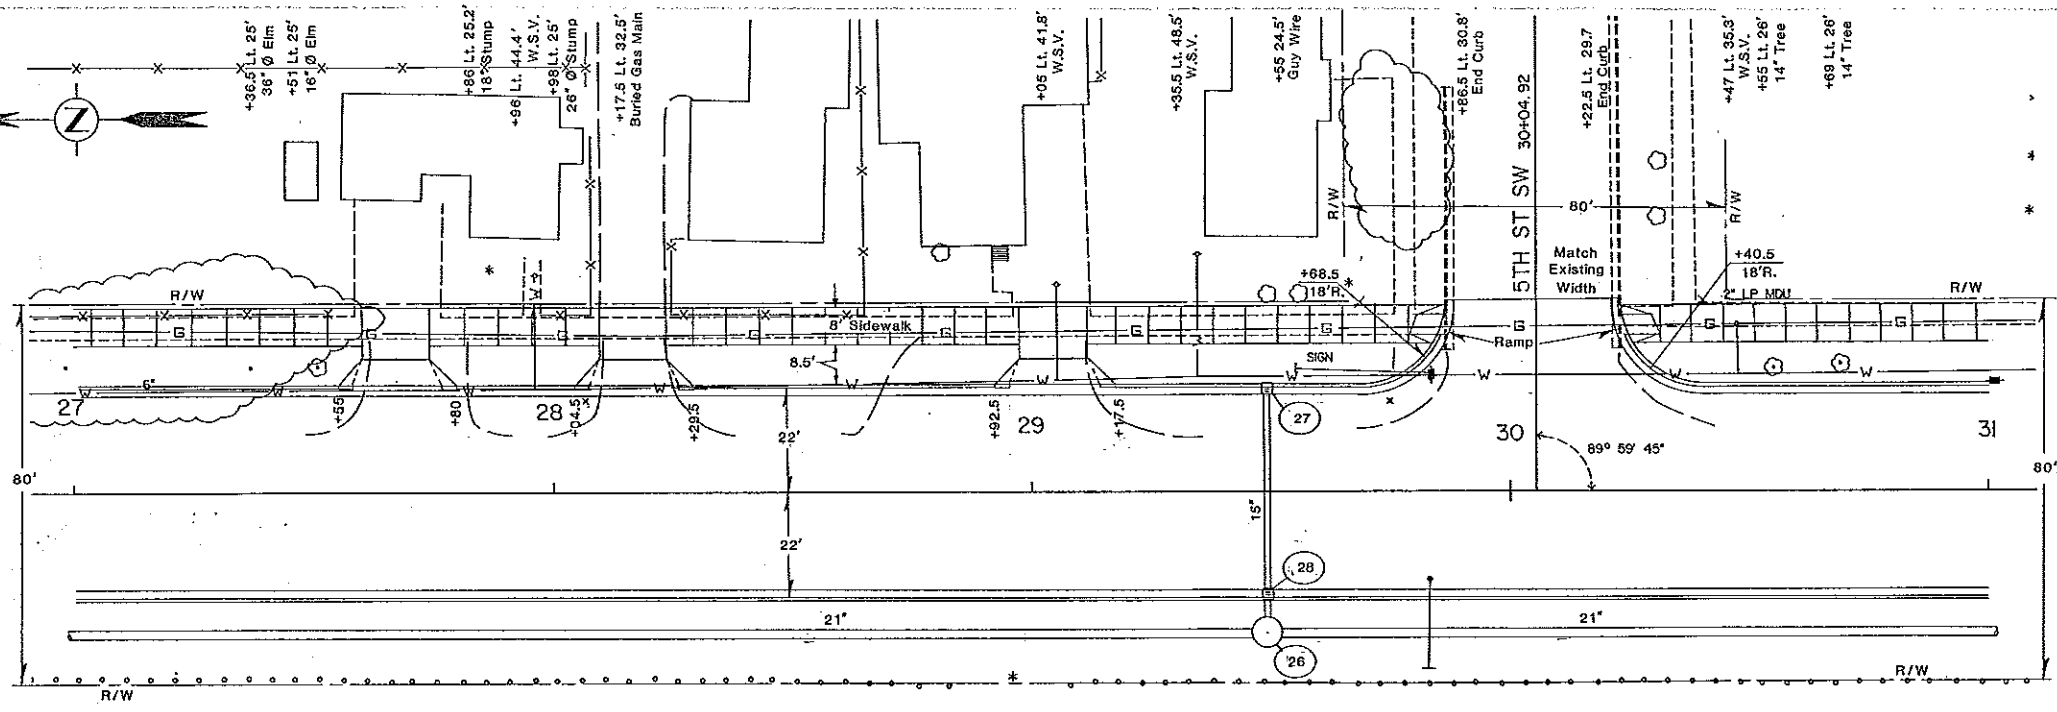 +36.5 Lt. 25'
36" Ø Elm
+51 Lt. 25'
16" Ø Elm
+86 Lt. 25.2'
18" Stump
+96 Lt. 44.4'
W.S.V.
+98 Lt. 25'
26" Ø Stump
+17.5 Lt. 32.5'
Buried Gas Main
+05 Lt. 41.8'
W.S.V.
+35.5 Lt. 48.5'
W.S.V.
+55 24.5'
Guy Wire
+86.5 Lt. 30.8'
End Curb
+22.5 Lt. 29.7
End Curb
+47 Lt. 35.3'
W.S.V.
+55 Lt. 26'
14" Tree
+69 Lt. 26'
14" Tree
Z
5TH ST SW 30+04.92
R/W
80'
R/W
Match
Existing
Width
+40.5
18'R.
+68.5
18'R.
2" LP MDU
R/W
R/W
W
G
G
G
G
G
G
G
G
G
8' Sidewalk
8.5'
Ramp
SIGN
6"
W
W
W
W
W
W
W
W
W
W
27
+55
+80
28
+04.5
+29.5
+92.5
29
+17.5
27
30
31
89° 59' 45"
80'
80'
22'
22'
15"
28
21"
21"
26
R/W
R/W